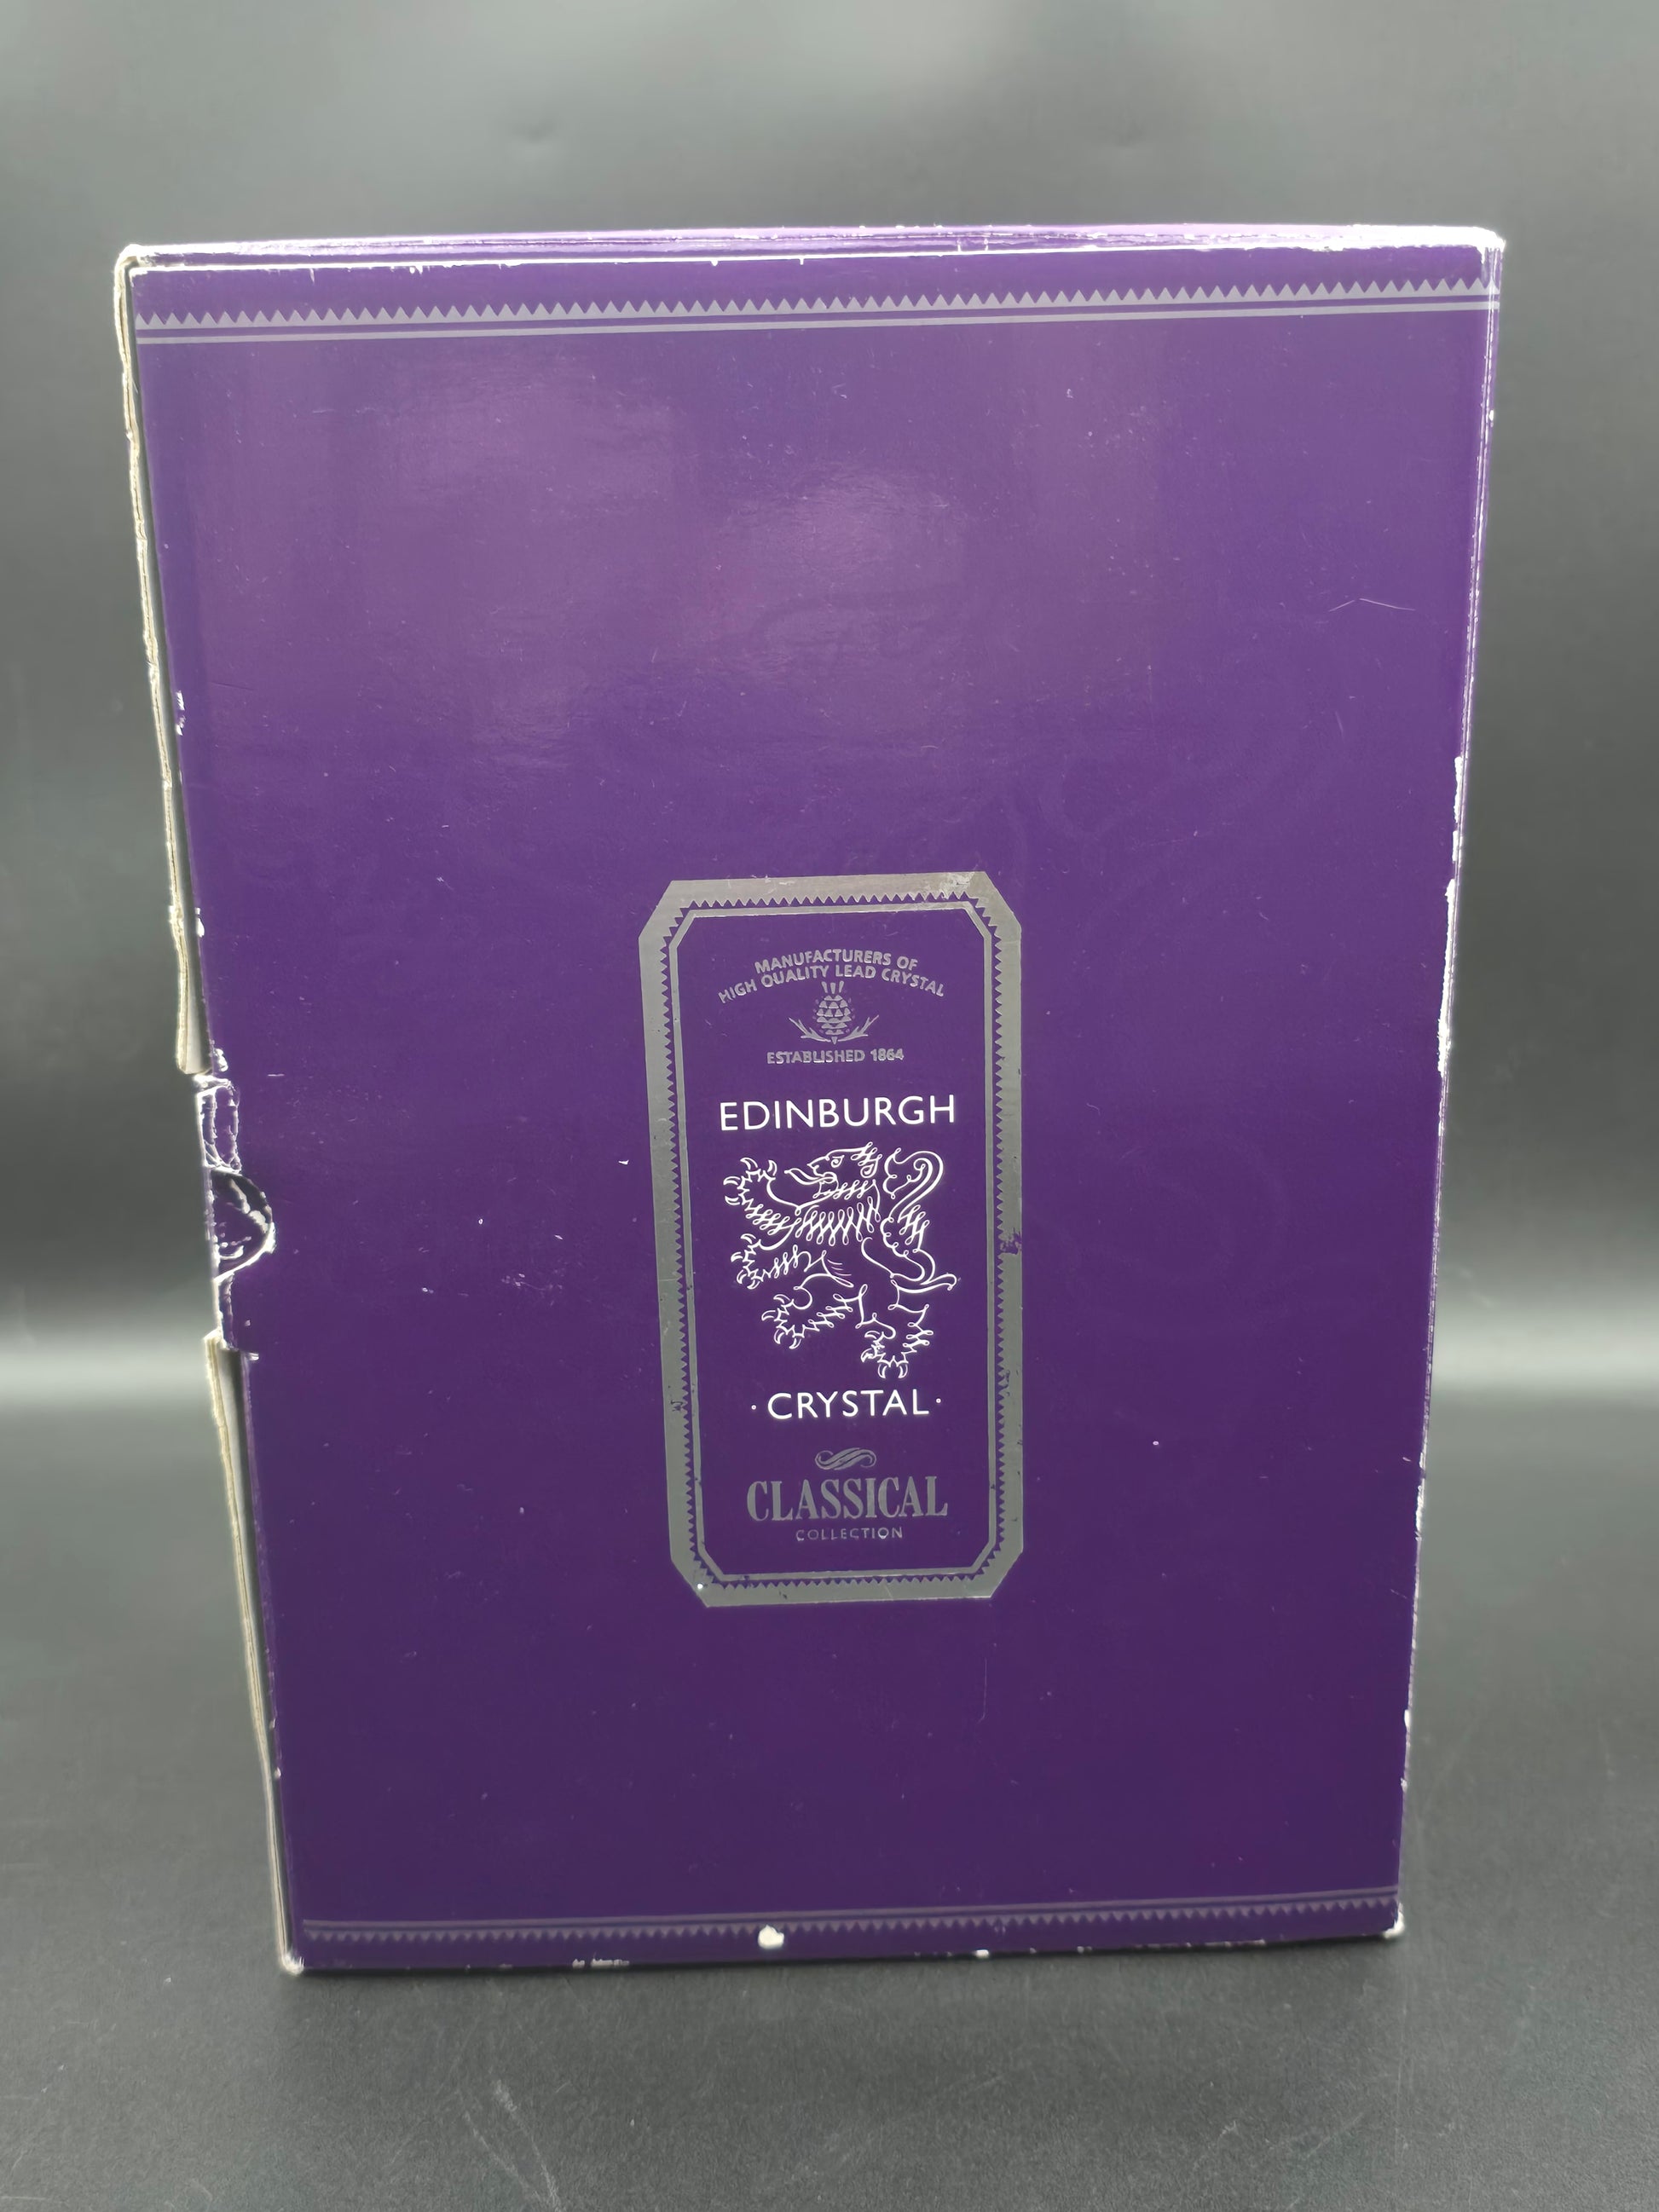 MANUFACTURERS OF
HIGH QUALITY LEAD CRYSTAL
ESTABLISHED 1864
EDINBURGH
· CRYSTAL ·
CLASSICAL
COLLECTION